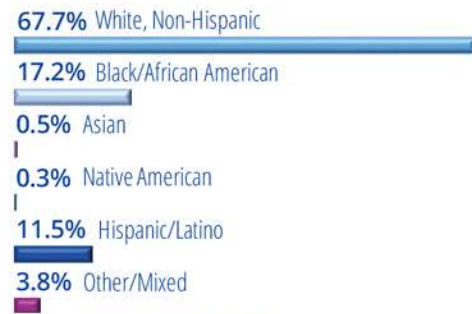 67.7% White, Non-Hispanic
17.2% Black/African American
0.5% Asian
0.3% Native American
11.5% Hispanic/Latino
3.8% Other/Mixed